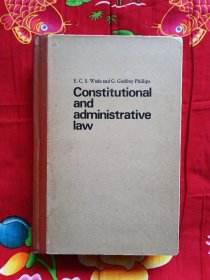 E. C. S. Wade and G. Godfrey Phillips
Constitutional
and
administrative
law